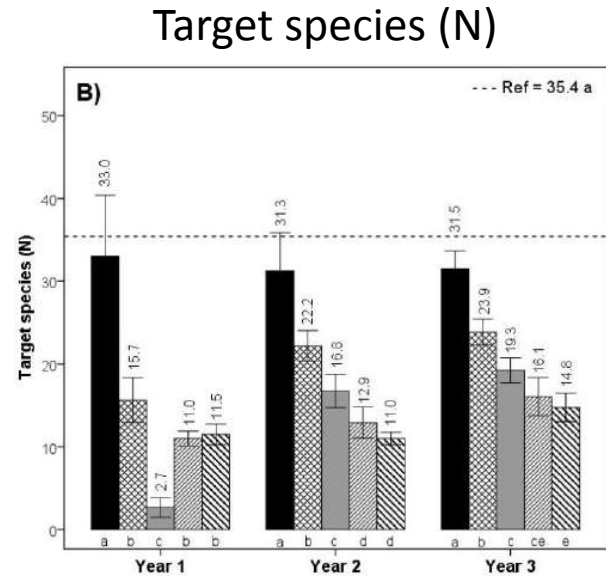 Target species (N)
B)
--- Ref = 35.4 a
Target species (N)
50
40
30
20
10
0
33.0
15.7
2.7
11.0
11.5
31.3
22.2
16.8
12.9
11.0
31.5
23.9
19.3
16.1
14.8
a b c b b
a b c d d
a b c ce e
Year 1 Year 2 Year 3